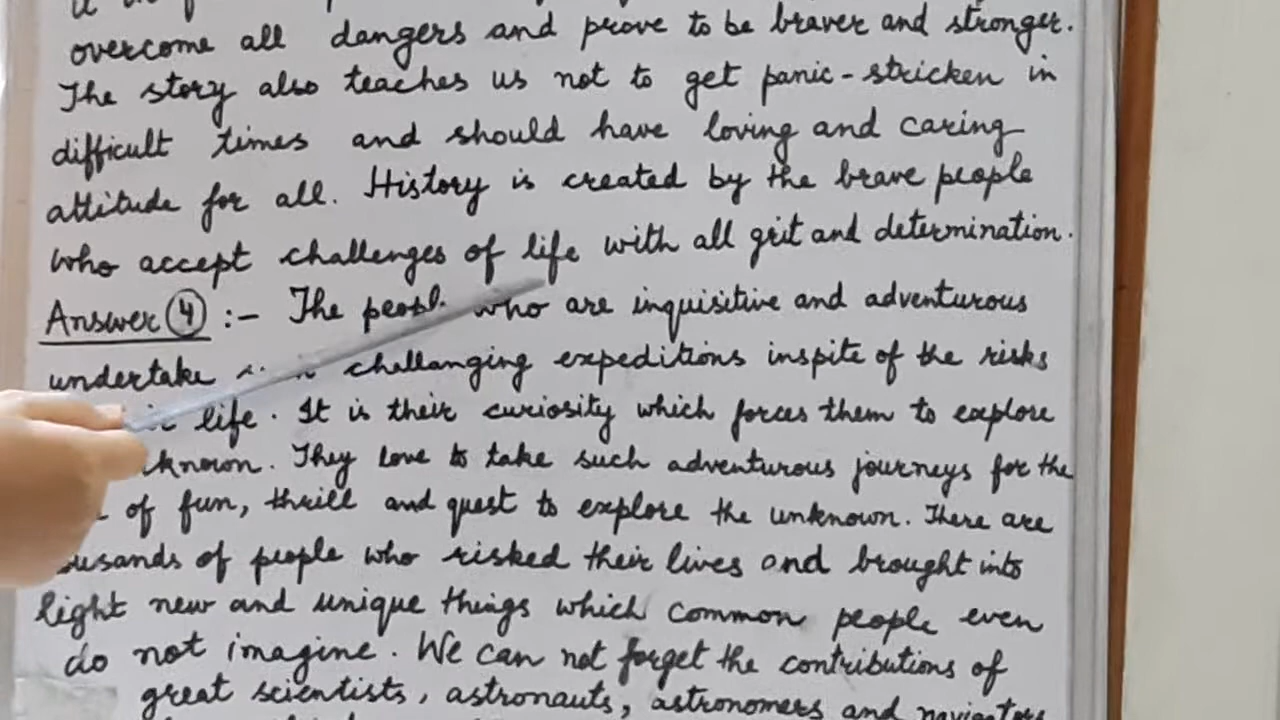 overcome all dangers and prove to be braver and stronger.
The story also teaches us not to get panic-stricken in
difficult times and should have loving and caring
attitude for all. History is created by the brave people
who accept challenges of life with all grit and determination.
Answer 4 :- The people who are inquisitive and adventurous
undertake challanging expeditions inspite of the risks
life. It is their curiosity which forces them to explore
known. They love to take such adventurous journeys for the
of fun, thrill and quest to explore the unknown. There are
ousands of people who risked their lives and brought into
light new and unique things which common people even
do not imagine. We can not forget the contributions of
great scientists, astronauts, astronomers and navigators